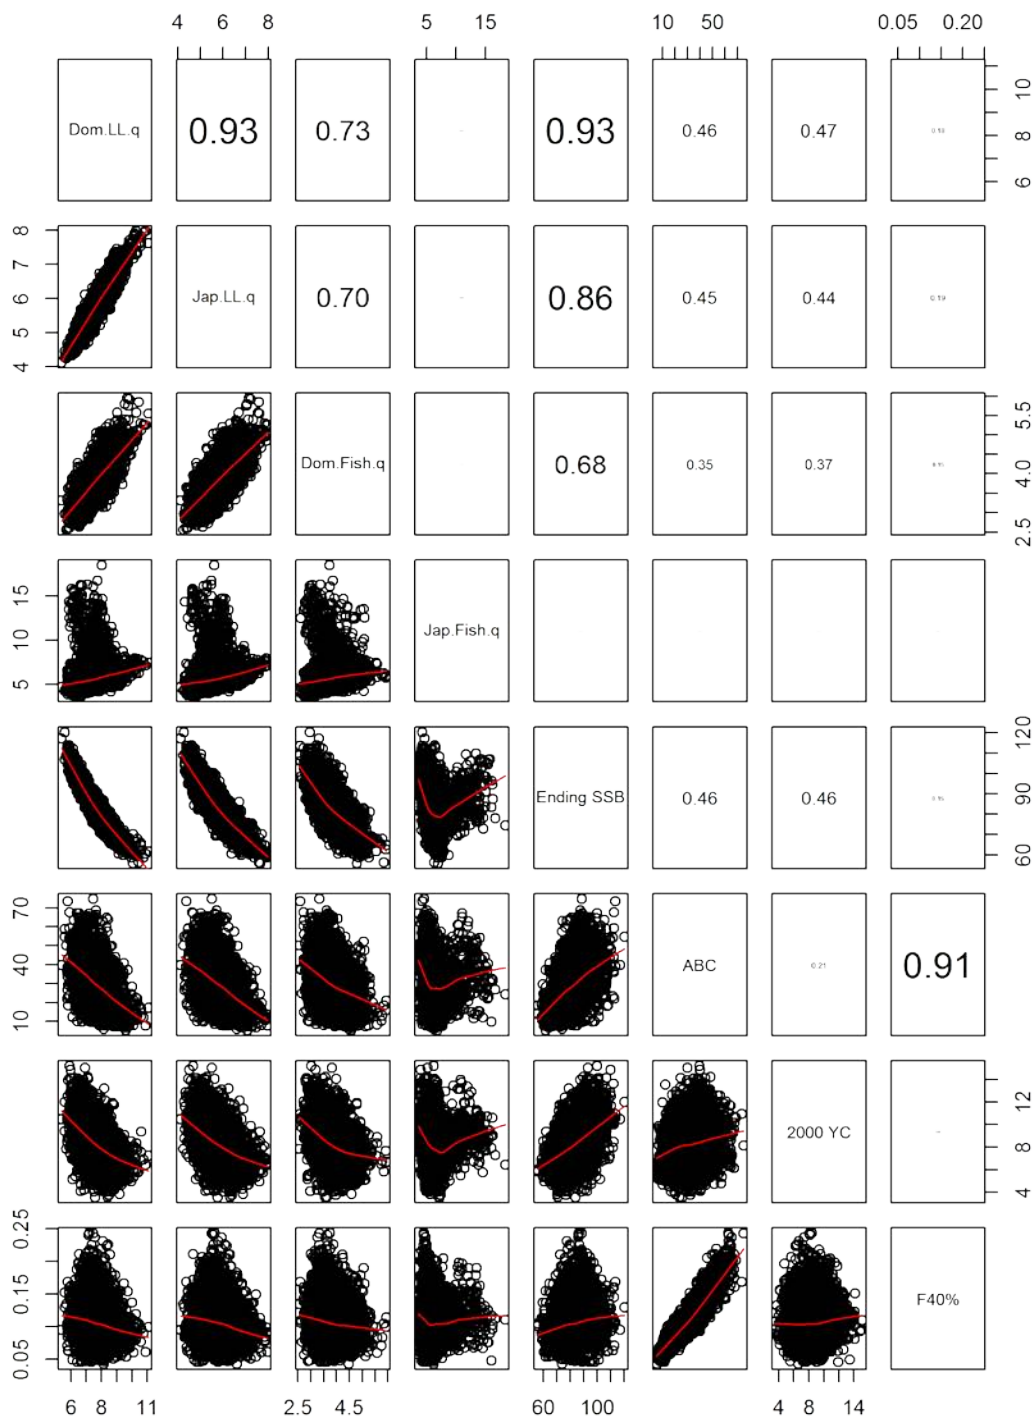 4 6 8 5 15 10 50 0.05 0.20
Dom.LL.q 0.93 0.73 0.93 0.46 0.47 6 8 10
4 5 6 7 8 Jap.LL.q 0.70 0.86 0.45 0.44 0.19
Dom.Fish.q 0.68 0.35 0.37 2.5 4.0 5.5
5 10 15 Jap.Fish.q
Ending SSB 0.46 0.46 60 90 120
10 40 70 ABC 0.21 0.91
2000 YC 4 8 12
0.05 0.15 0.25 F40%
6 8 11 2.5 4.5 60 100 4 8 14